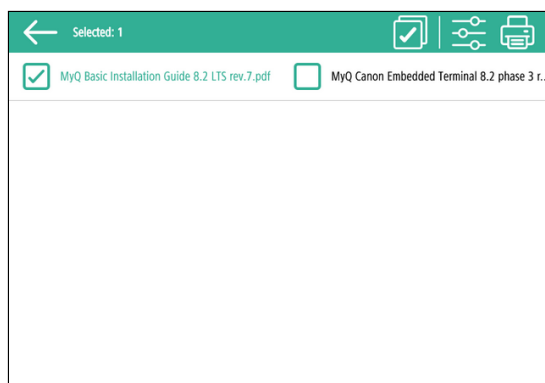 Selected: 1
MyQ Basic Installation Guide 8.2 LTS rev.7.pdf
MyQ Canon Embedded Terminal 8.2 phase 3 r..